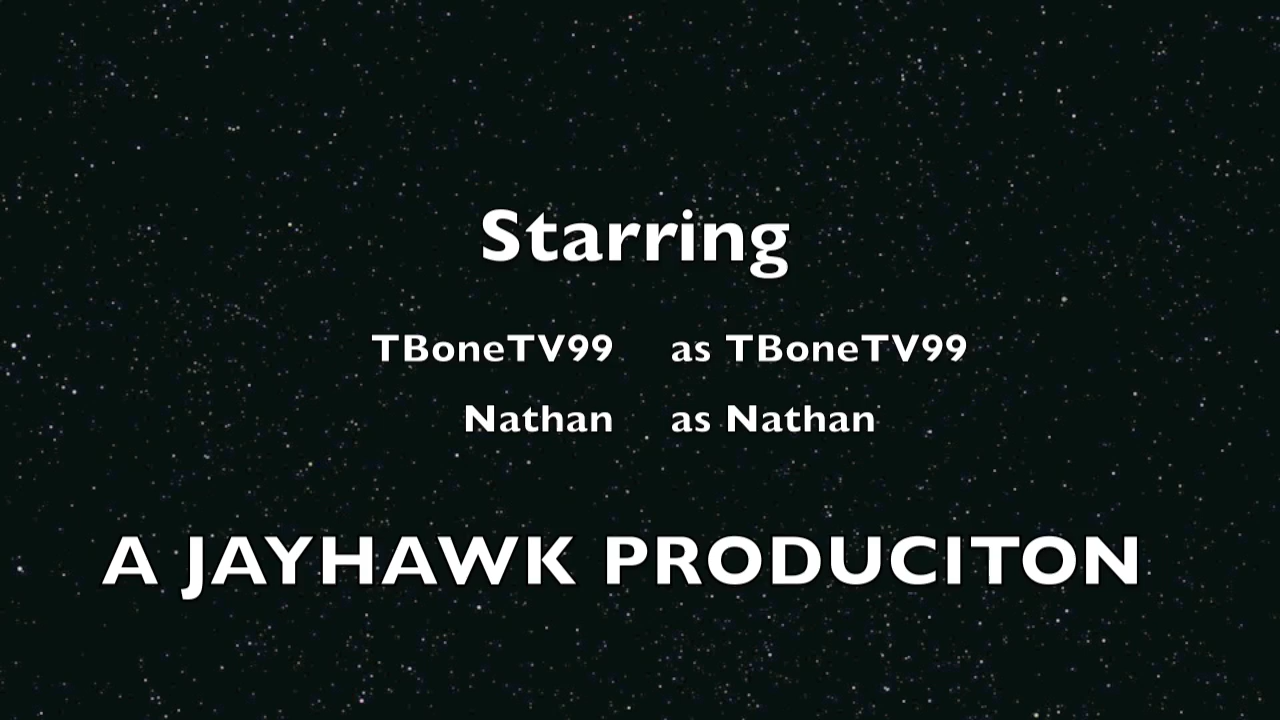 Starring
TBoneTV99 as TBoneTV99
Nathan as Nathan
A JAYHAWK PRODUCITON